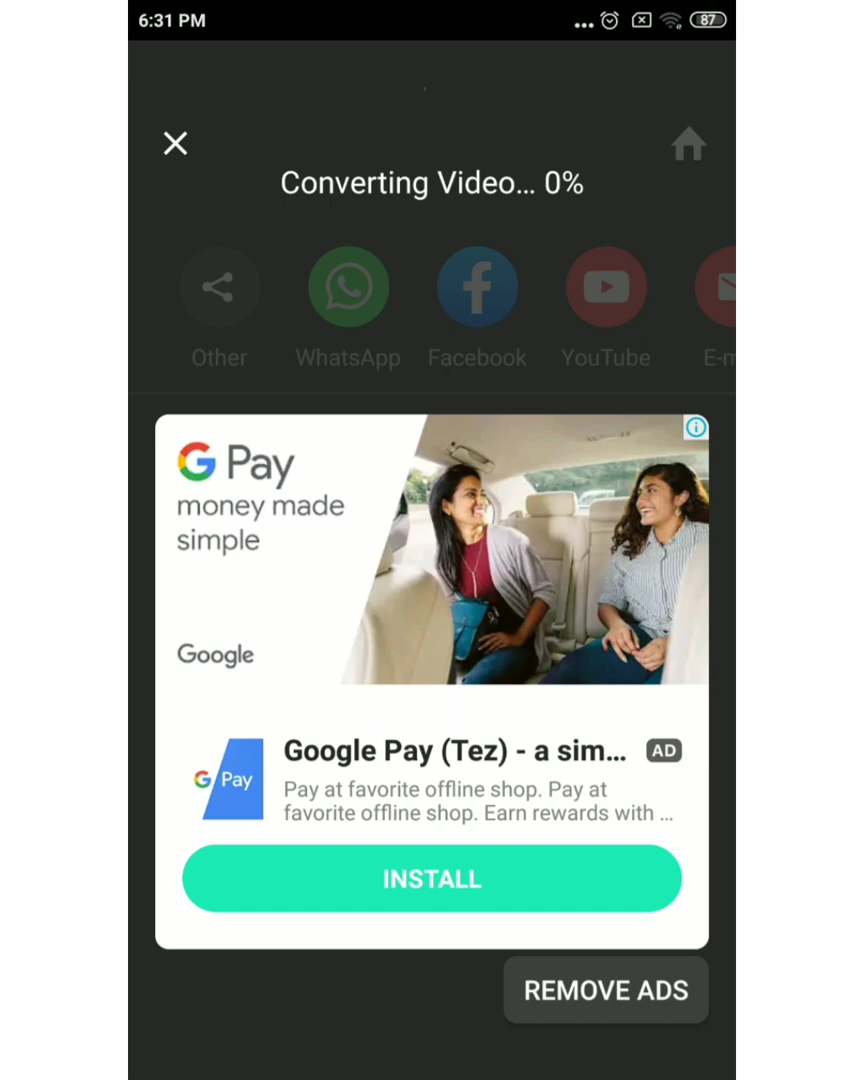 6:31 PM
87
Converting Video... 0%
Other
WhatsApp
Facebook
YouTube
E-m
G Pay
money made
simple
Google
G Pay
Google Pay (Tez) - a sim...
AD
Pay at favorite offline shop. Pay at
favorite offline shop. Earn rewards with ...
INSTALL
REMOVE ADS